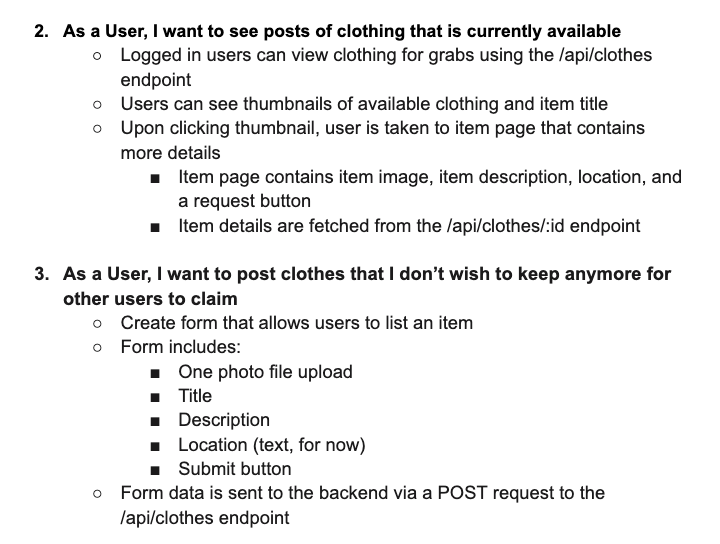 2. As a User, I want to see posts of clothing that is currently available
○ Logged in users can view clothing for grabs using the /api/clothes
endpoint
○ Users can see thumbnails of available clothing and item title
○ Upon clicking thumbnail, user is taken to item page that contains
more details
■ Item page contains item image, item description, location, and
a request button
■ Item details are fetched from the /api/clothes/:id endpoint
3. As a User, I want to post clothes that I don’t wish to keep anymore for
other users to claim
○ Create form that allows users to list an item
○ Form includes:
■ One photo file upload
■ Title
■ Description
■ Location (text, for now)
■ Submit button
○ Form data is sent to the backend via a POST request to the
/api/clothes endpoint